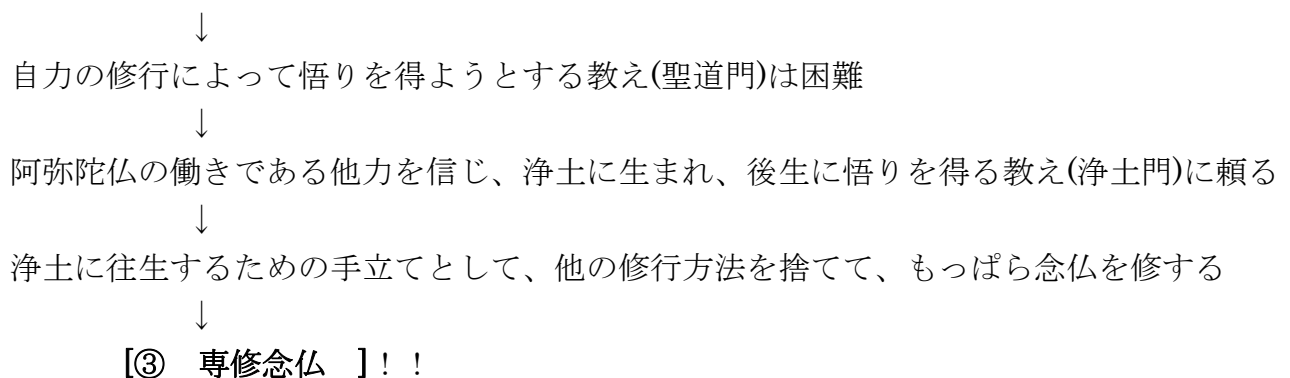 ↓
自力の修行によって悟りを得ようとする教え(聖道門)は困難
↓
阿弥陀仏の働きである他力を信じ、浄土に生まれ、後生に悟りを得る教え(浄土門)に頼る
↓
浄土に往生するための手立てとして、他の修行方法を捨てて、もっぱら念仏を修する
↓
[③　専修念仏　]！！